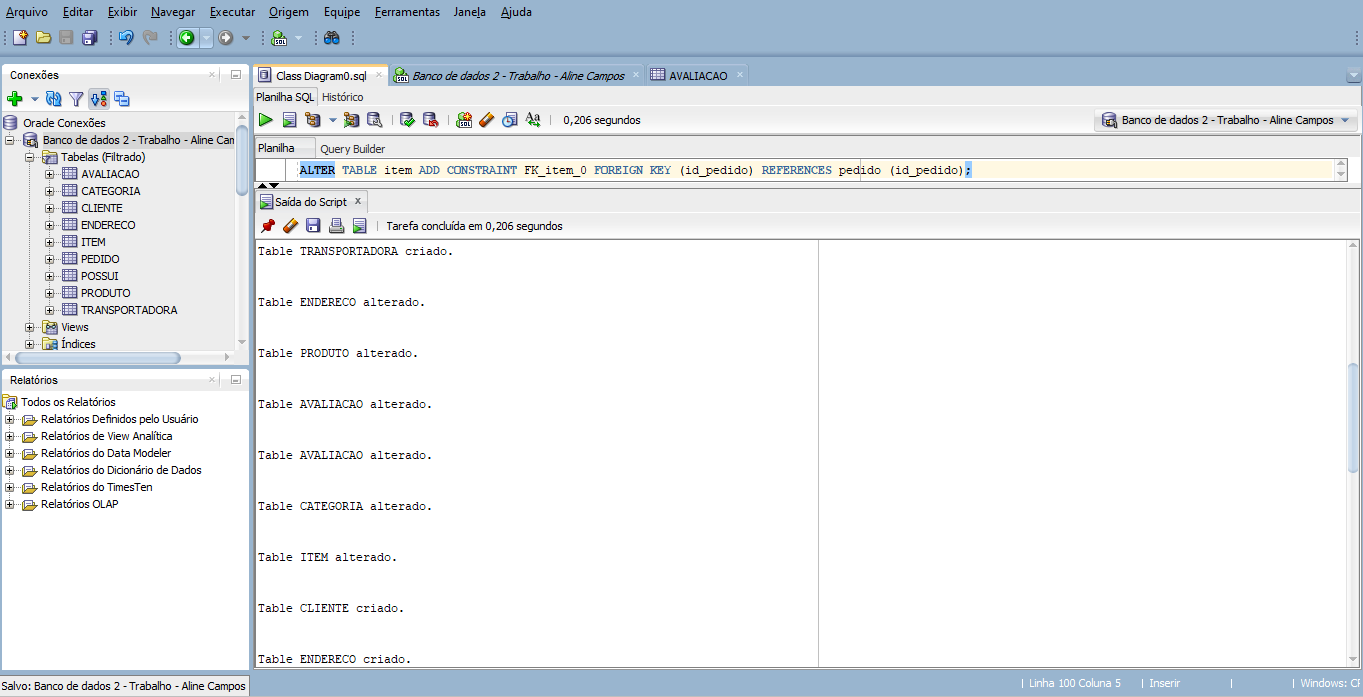 Arquivo Editar Exibir Navegar Executar Origem Equipe Ferramentas Janela Ajuda
Conexões
Oracle Conexões
Banco de dados 2 - Trabalho - Aline Cam
Tabelas (Filtrado)
AVALIACAO
CATEGORIA
CLIENTE
ENDERECO
ITEM
PEDIDO
POSSUI
PRODUTO
TRANSPORTADORA
Views
Índices
Relatórios
Todos os Relatórios
Relatórios Definidos pelo Usuário
Relatórios de View Analítica
Relatórios do Data Modeler
Relatórios do Dicionário de Dados
Relatórios do TimesTen
Relatórios OLAP
Class Diagram0.sql Banco de dados 2 - Trabalho - Aline Campos AVALIACAO
Planilha SQL Histórico
0,206 segundos
Banco de dados 2 - Trabalho - Aline Campos
Planilha Query Builder
ALTER TABLE item ADD CONSTRAINT FK_item_0 FOREIGN KEY (id_pedido) REFERENCES pedido (id_pedido);
Saída do Script x
Tarefa concluída em 0,206 segundos
Table TRANSPORTADORA criado.
Table ENDERECO alterado.
Table PRODUTO alterado.
Table AVALIACAO alterado.
Table AVALIACAO alterado.
Table CATEGORIA alterado.
Table ITEM alterado.
Table CLIENTE criado.
Table ENDERECO criado.
Salvo: Banco de dados 2 - Trabalho - Aline Campos
Linha 100 Coluna 5 Inserir Windows: CR